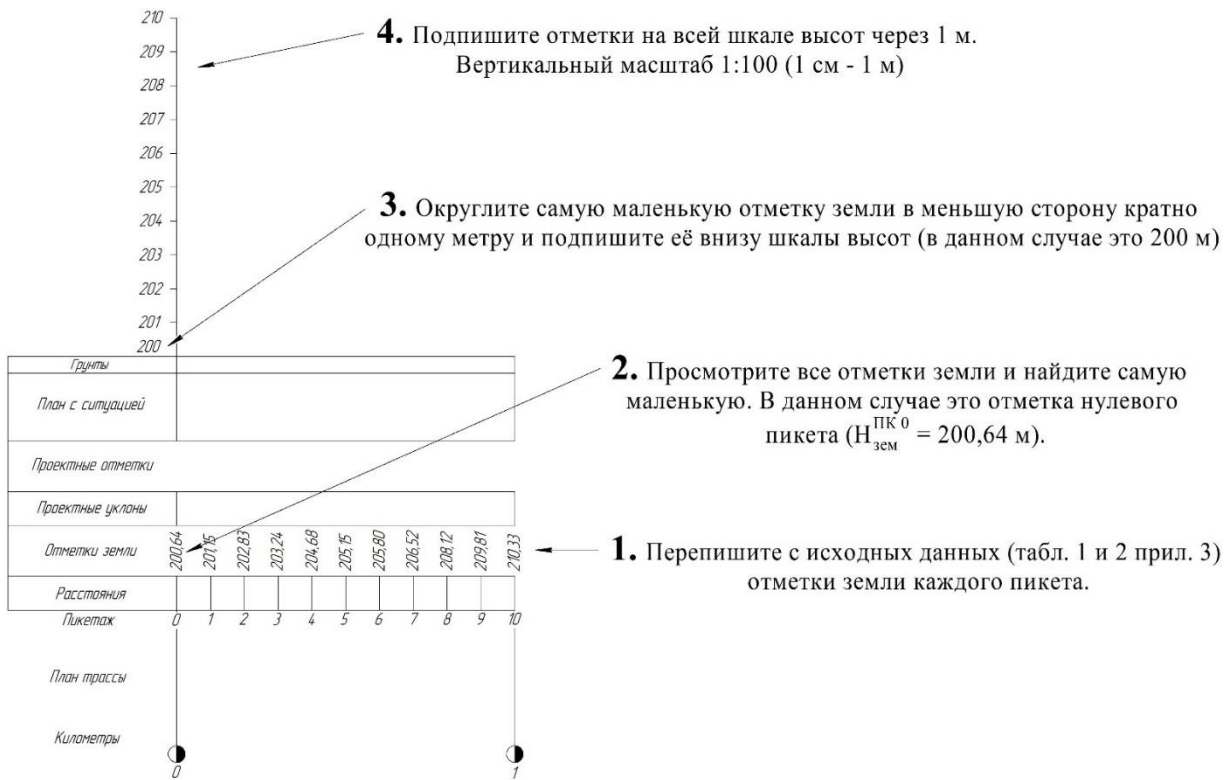 210
209
4. Подпишите отметки на всей шкале высот через 1 м.
Вертикальный масштаб 1:100 (1 см - 1 м)
208
207
206
205
204
3. Округлите самую маленькую отметку земли в меньшую сторону кратно
одному метру и подпишите её внизу шкалы высот (в данном случае это 200 м)
203
202
201
200
Грунты
План с ситуацией
2. Просмотрите все отметки земли и найдите самую
маленькую. В данном случае это отметка нулевого
пикета (Н ПК 0 зем = 200,64 м).
Проектные отметки
Проектные уклоны
Отметки земли 200,64 201,15 202,83 203,24 204,68 205,15 205,80 206,52 208,12 209,81 210,33
1. Перепишите с исходных данных (табл. 1 и 2 прил. 3)
отметки земли каждого пикета.
Расстояния
Пикетаж 0 1 2 3 4 5 6 7 8 9 10
План трассы
Километры
0 1